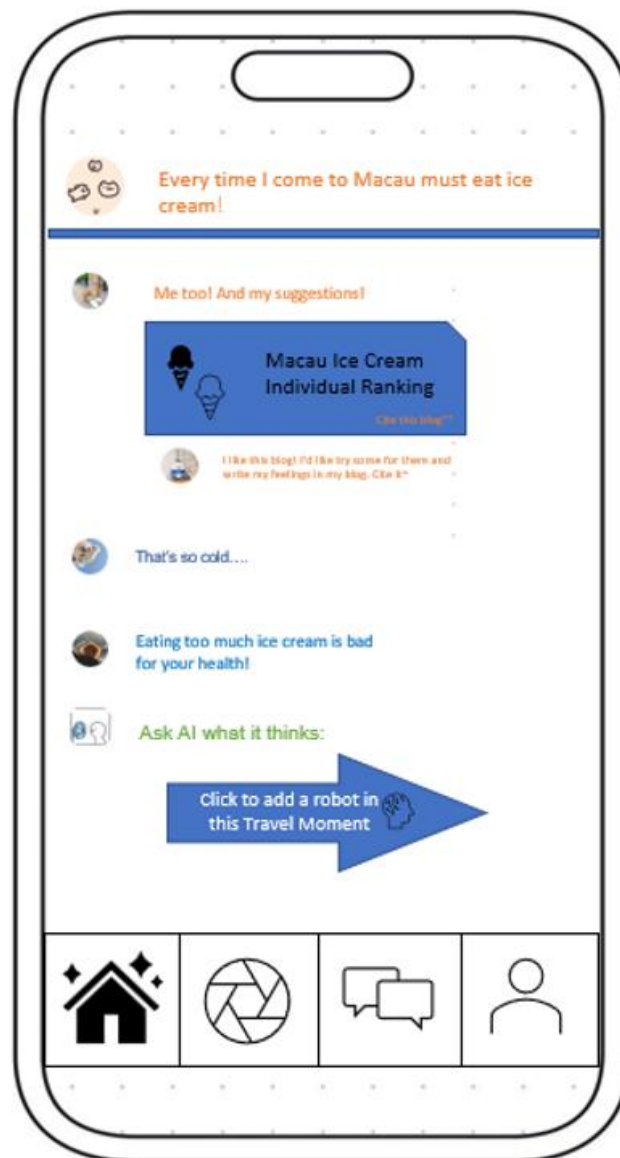 Every time I come to Macau must eat ice
cream!
Me too! And my suggestions!
Macau Ice Cream
Individual Ranking
Cite this blog^^
I like this blog! I'd like try some for them and
write my feelings in my blog. Cite it^
That's so cold....
Eating too much ice cream is bad
for your health!
Ask AI what it thinks:
Click to add a robot in
this Travel Moment